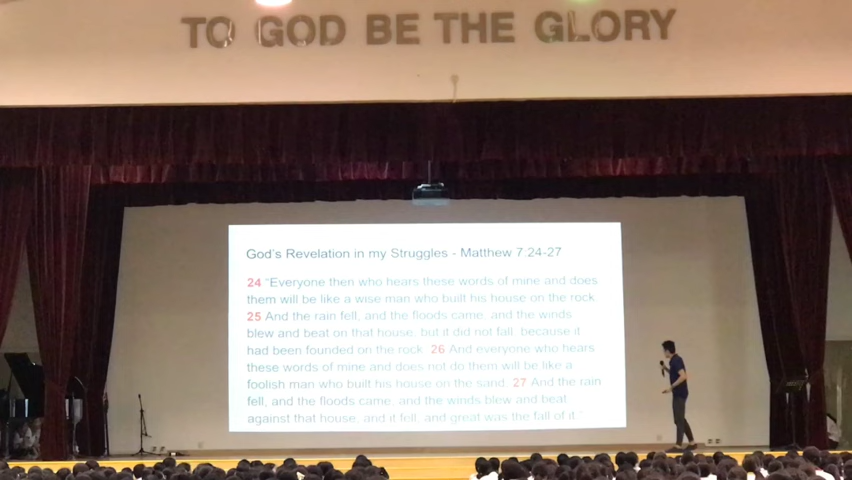 TO GOD BE THE GLORY
God's Revelation in my Struggles - Matthew 7 24-27
24 "Everyone then who hears these words of mine and does
them will be like a wise man who built his house on the rock.
25 And the rain fell, and the floods came, and the winds
blew and beat on that house, but it did not fall, because it
had been founded on the rock. 26 And everyone who hears
these words of mine and does not do them will be like a
foolish man who built his house on the sand. 27 And the rain
fell, and the floods came, and the winds blew and beat
against that house, and it fell, and great was the fall of it."